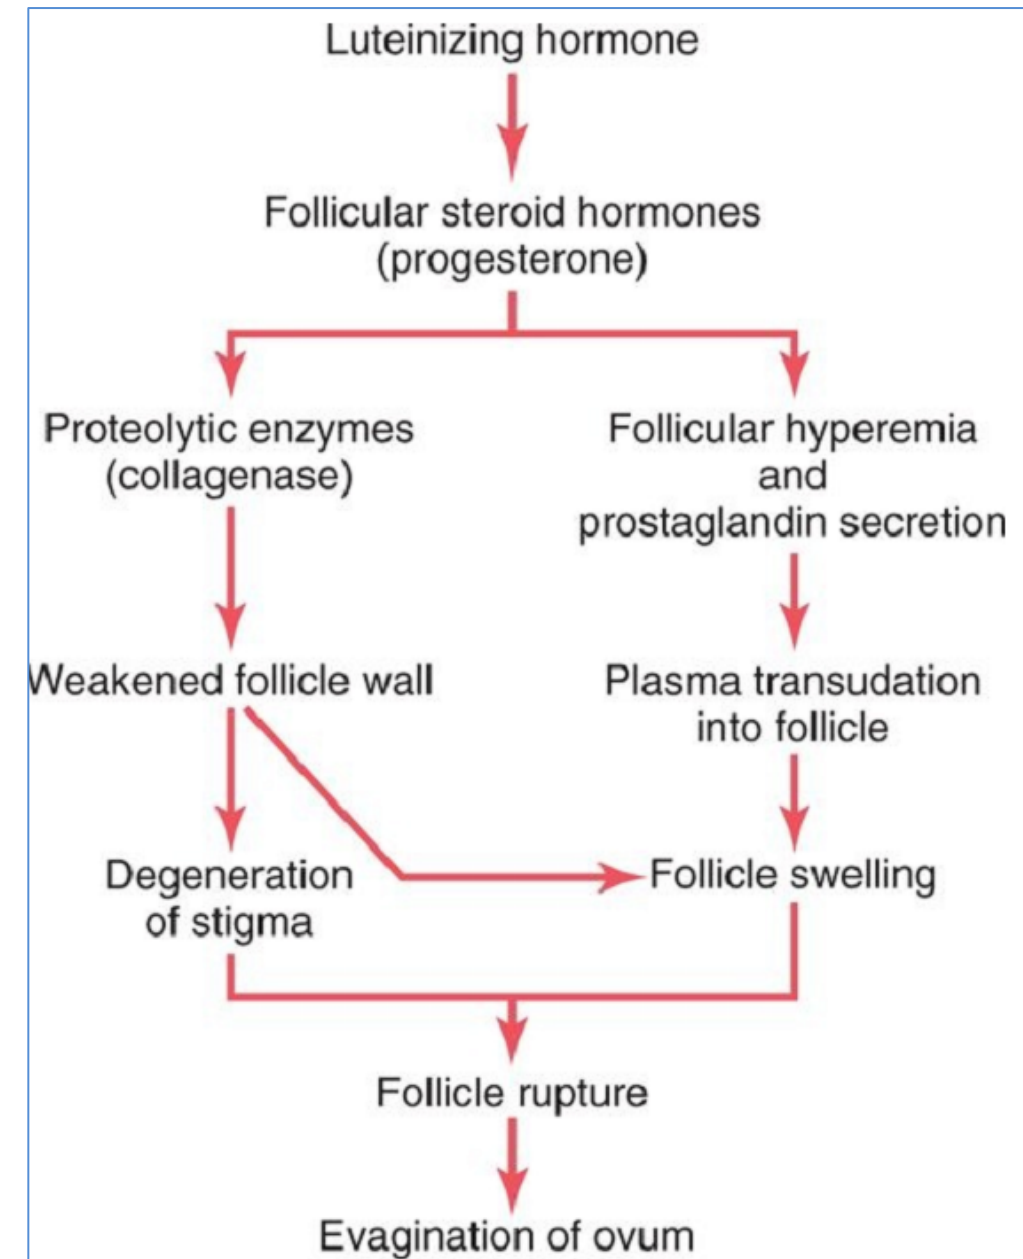 Luteinizing hormone
Follicular steroid hormones
(progesterone)
Proteolytic enzymes
(collagenase)
Follicular hyperemia
and
prostaglandin secretion
Weakened follicle wall
Plasma transudation
into follicle
Degeneration
of stigma
Follicle swelling
Follicle rupture
Evagination of ovum